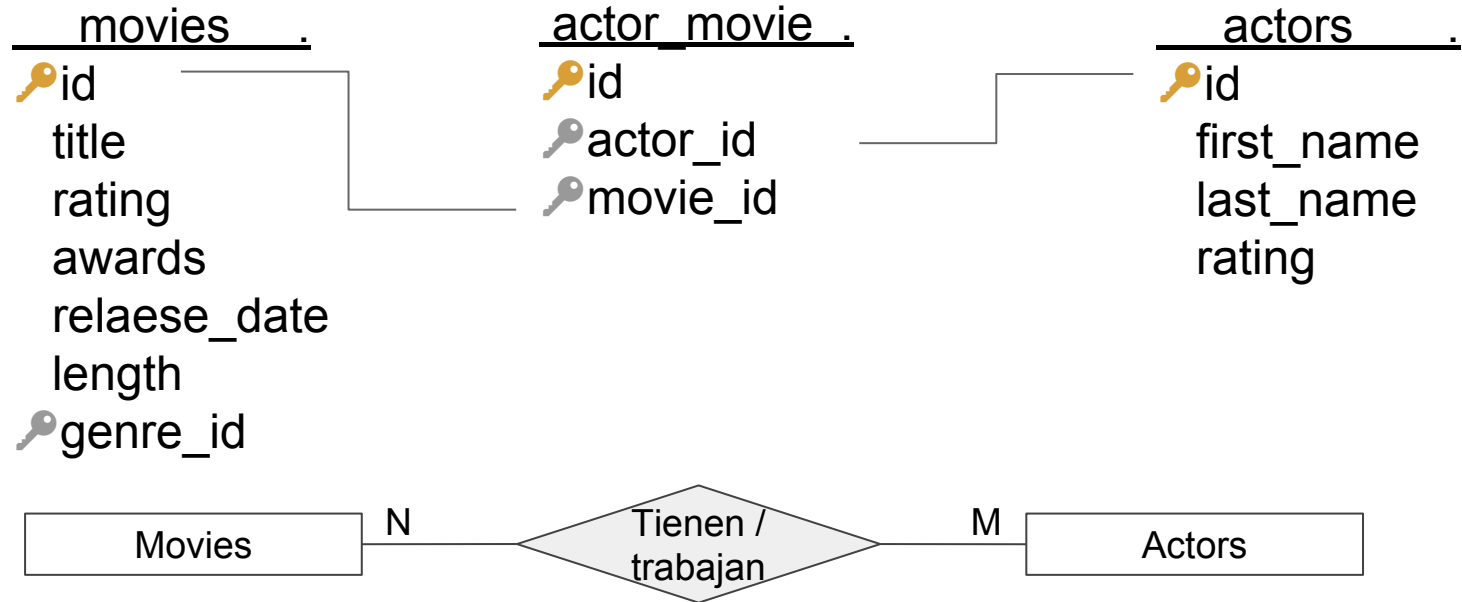 movies .
id
title
rating
awards
relaese_date
length
genre_id
actor_movie .
id
actor_id
movie_id
actors .
id
first_name
last_name
rating
Movies
N
Tienen /
trabajan
M
Actors